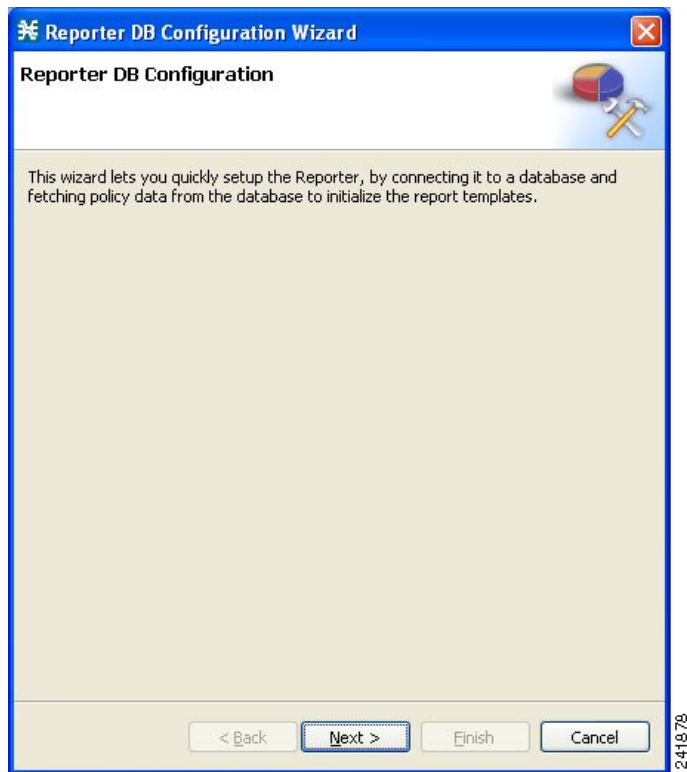 Reporter DB Configuration Wizard
Reporter DB Configuration
This wizard lets you quickly setup the Reporter, by connecting it to a database and
fetching policy data from the database to initialize the report templates.
< Back Next > Finish Cancel
241878